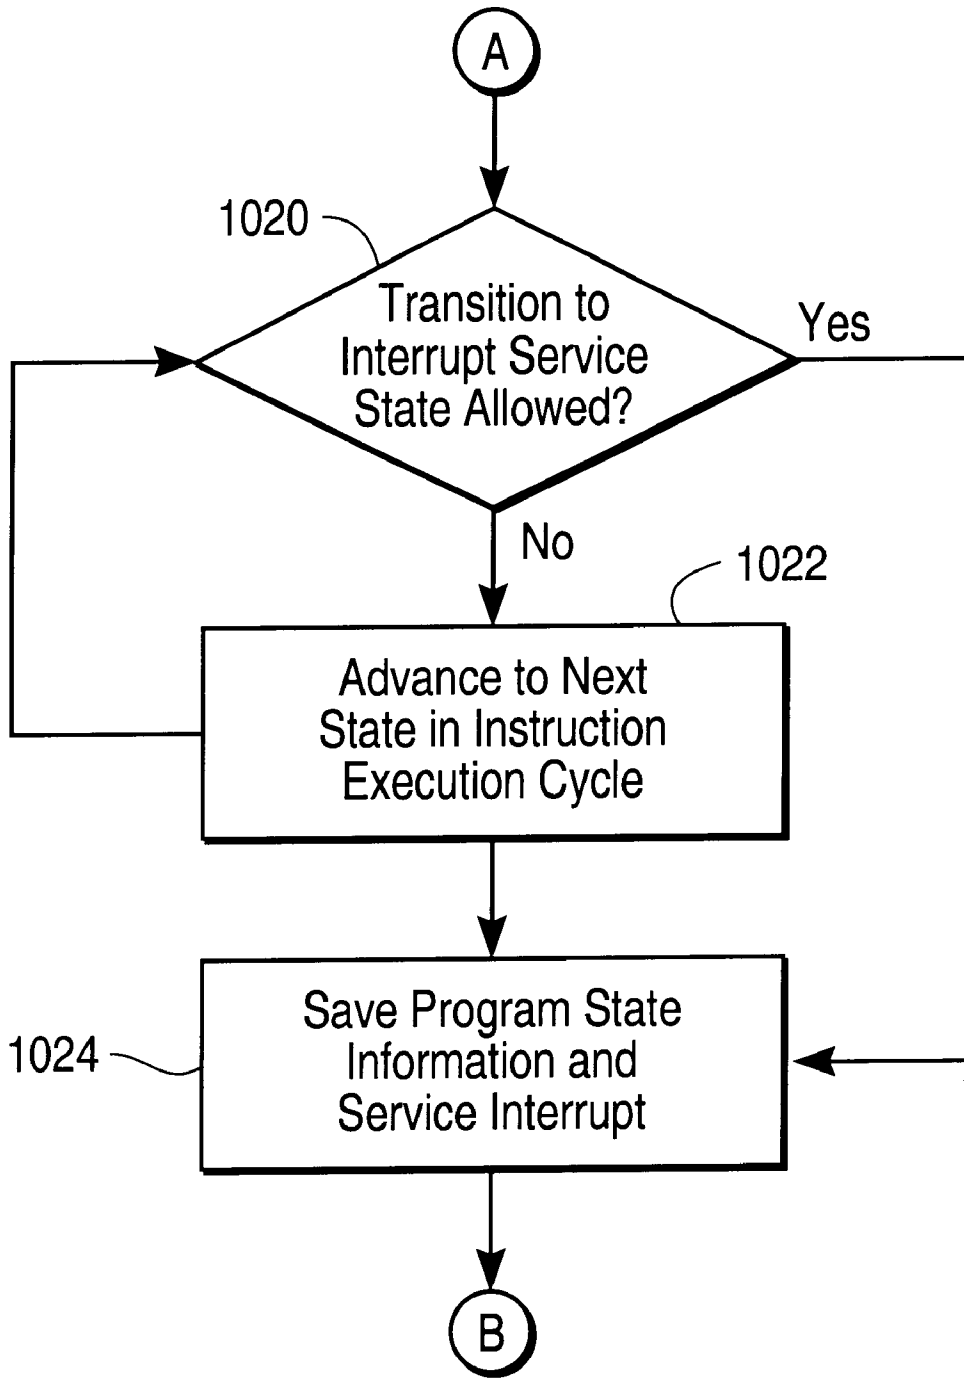 A
1020
Transition to
Interrupt Service
State Allowed?
Yes
No
1022
Advance to Next
State in Instruction
Execution Cycle
1024
Save Program State
Information and
Service Interrupt
B